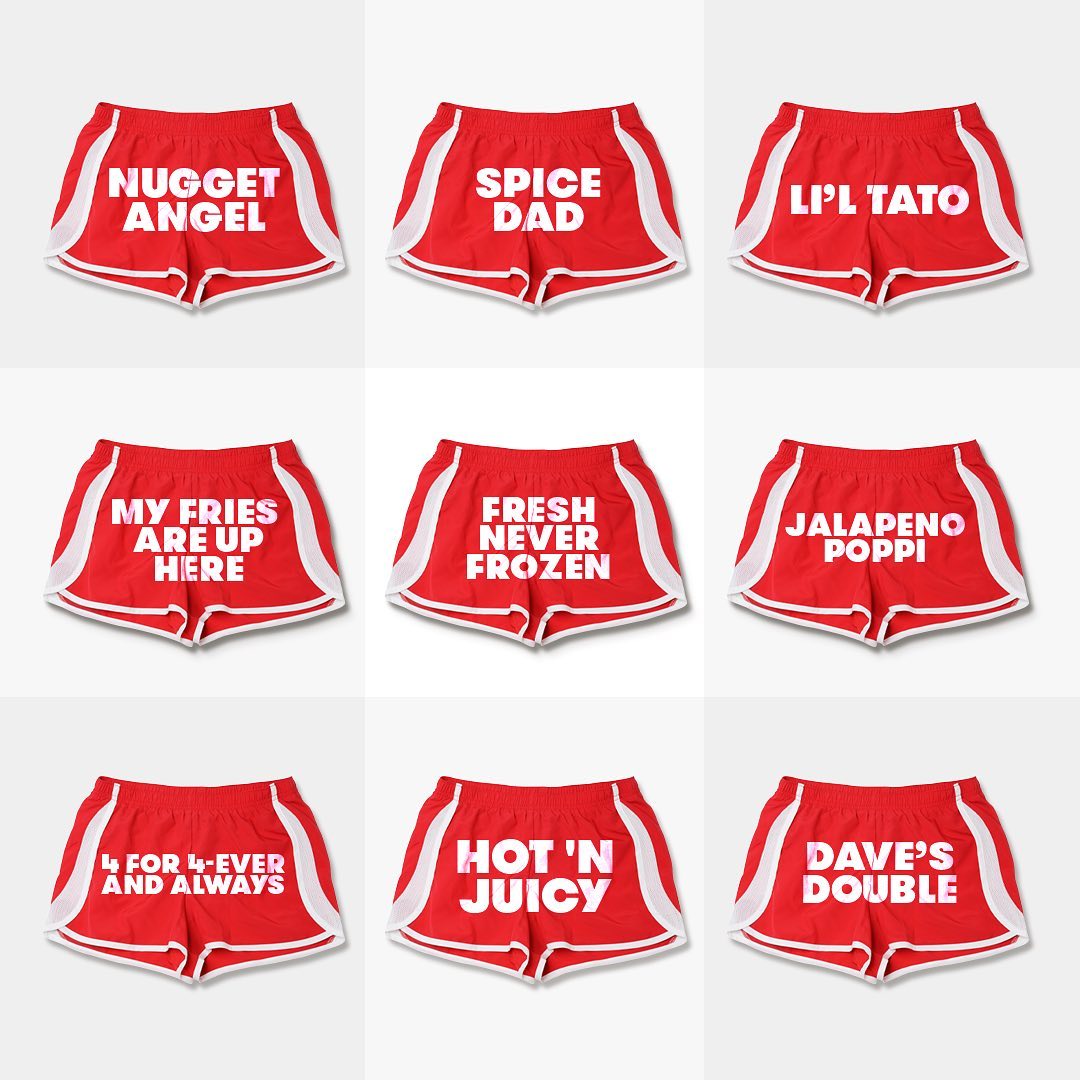 NUGGET
ANGEL
SPICE
DAD
LI'L TATO
MY FRIES
ARE UP
HERE
FRESH
NEVER
FROZEN
JALAPENO
POPPI
4 FOR 4-EVER
AND ALWAYS
HOT 'N
JUICY
DAVE'S
DOUBLE